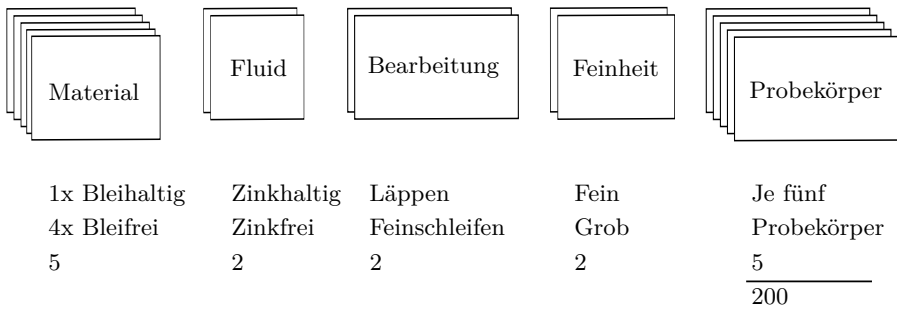 Material
Fluid
Bearbeitung
Feinheit
Probekörper
1x Bleihaltig Zinkhaltig Läppen Fein Je fünf
4x Bleifrei Zinkfrei Feinschleifen Grob Probekörper
5 2 2 2 5
200